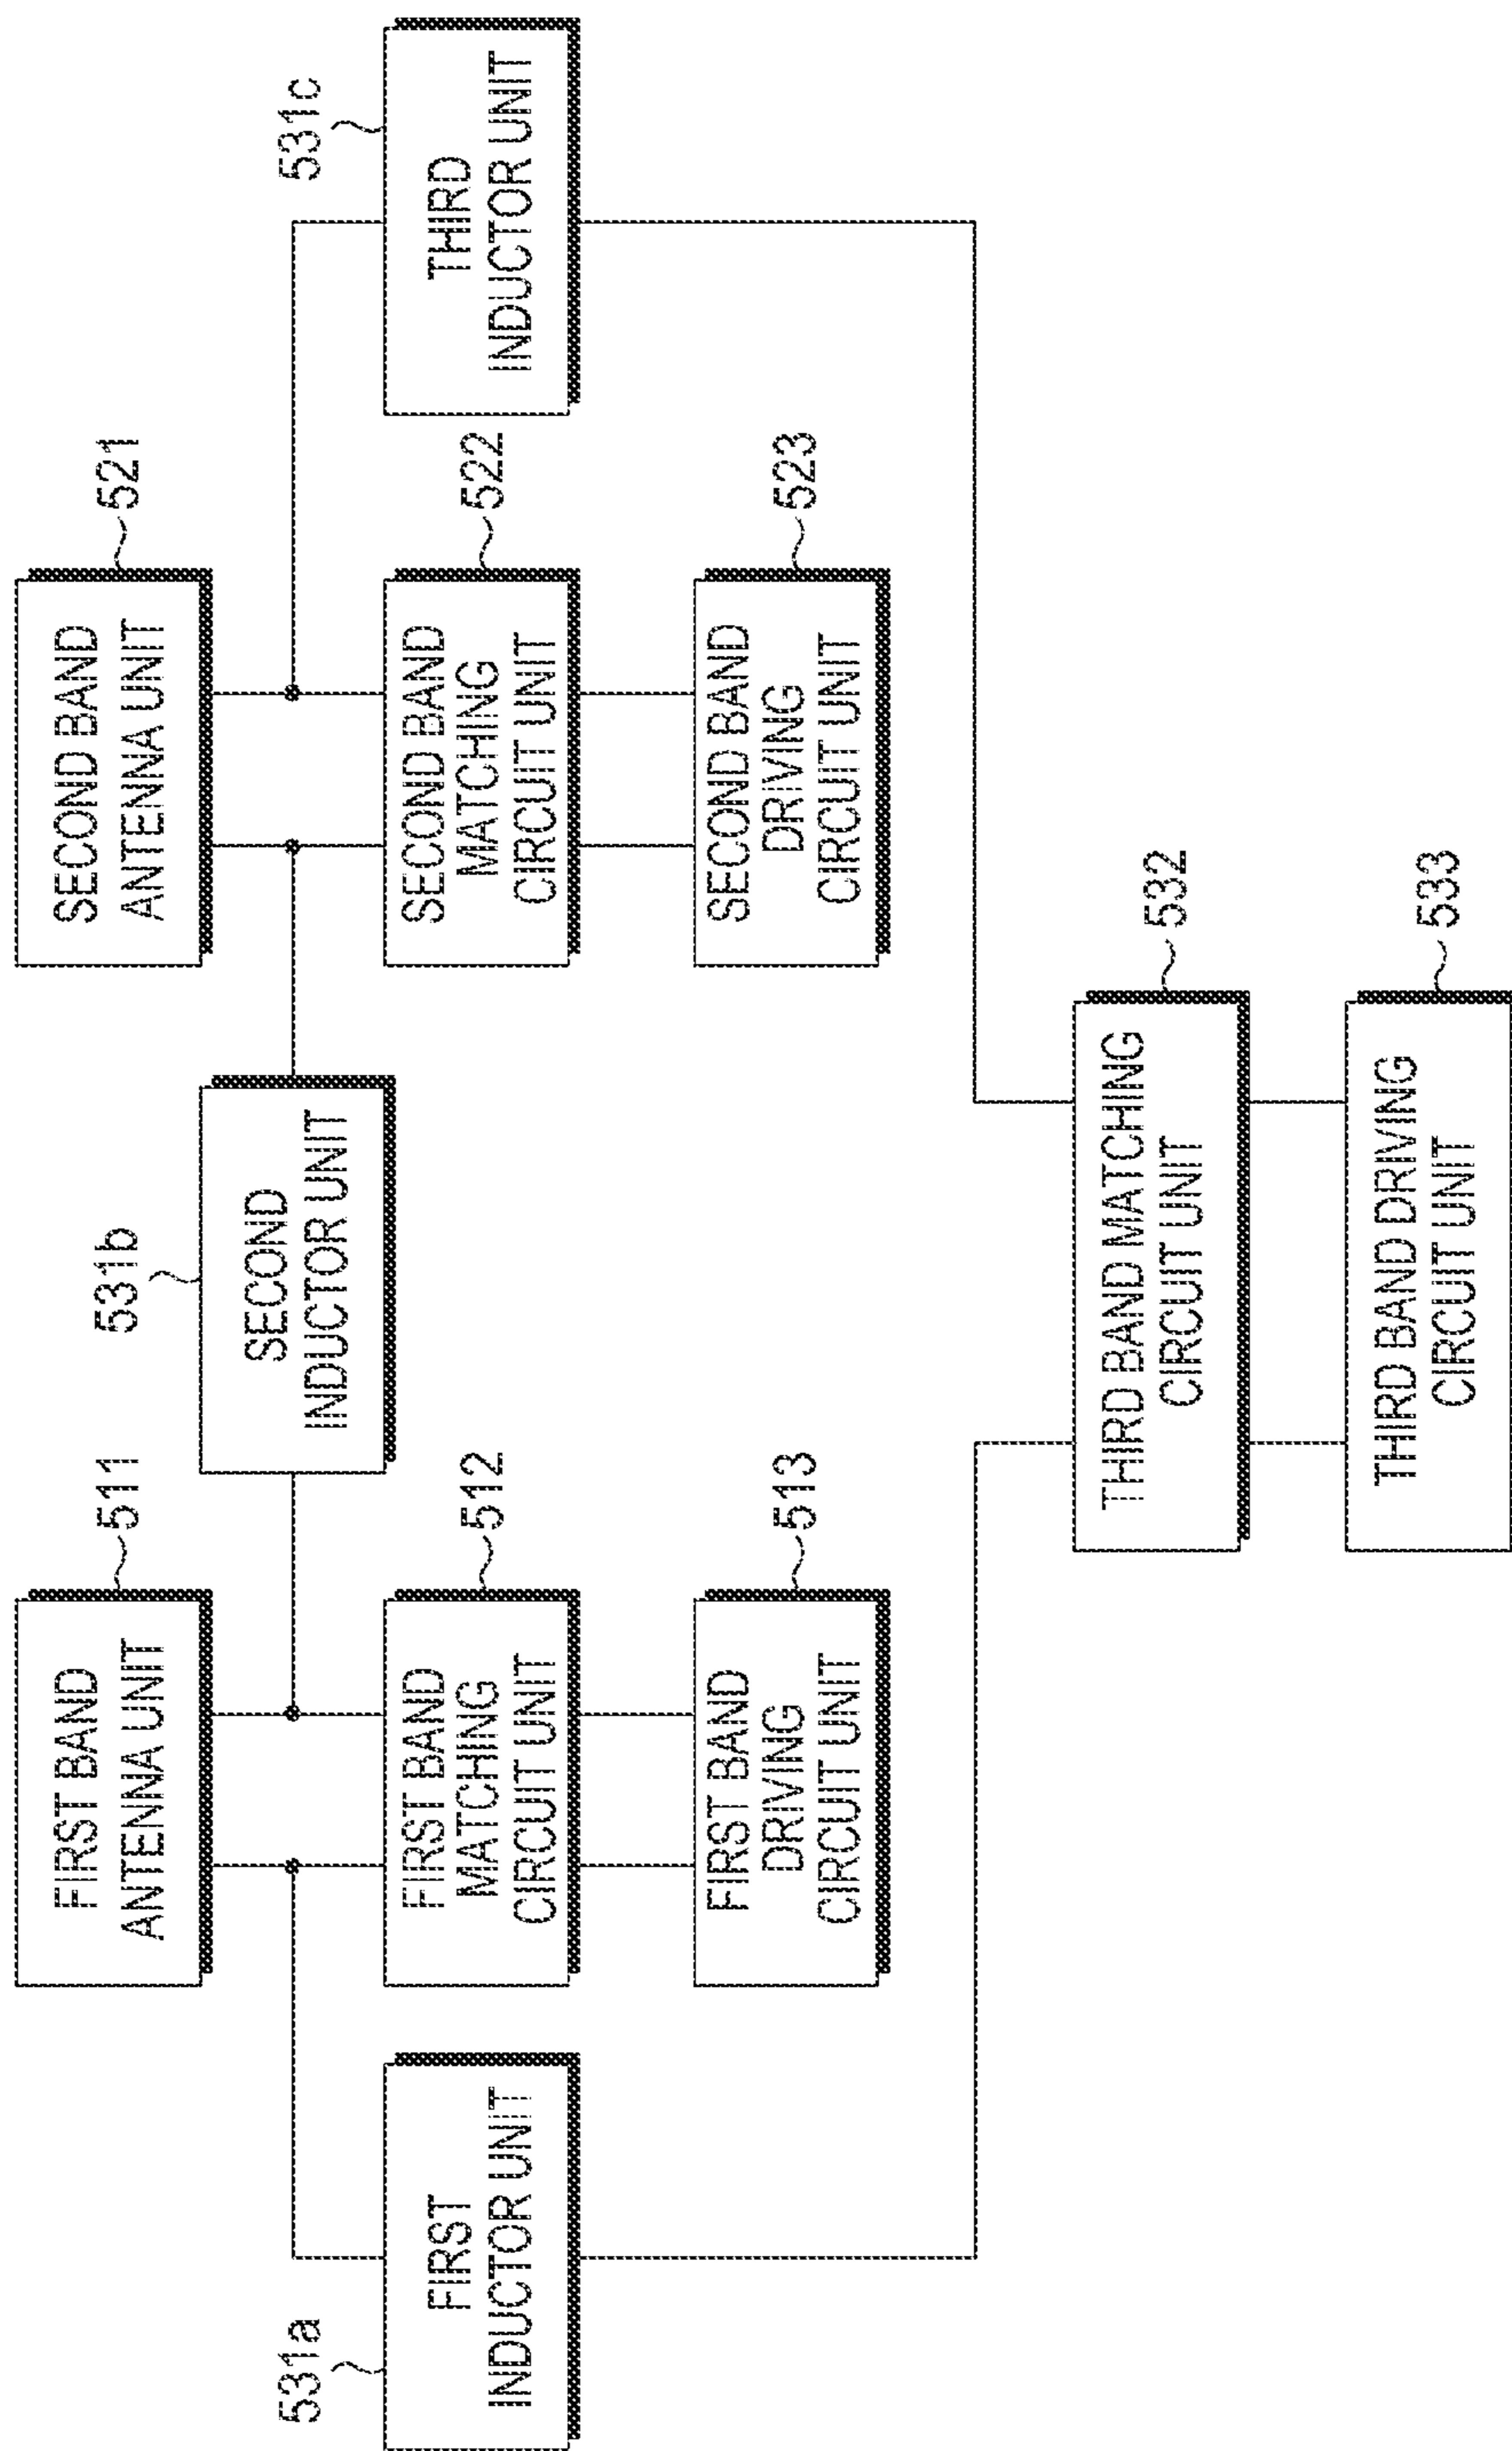 511
FIRST BAND
ANTENNA UNIT
521
SECOND BAND
ANTENNA UNIT
531b
SECOND
INDUCTOR UNIT
531a
FIRST
INDUCTOR UNIT
512
FIRST BAND
MATCHING
CIRCUIT UNIT
522
SECOND BAND
MATCHING
CIRCUIT UNIT
531c
THIRD
INDUCTOR UNIT
513
FIRST BAND
DRIVING
CIRCUIT UNIT
523
SECOND BAND
DRIVING
CIRCUIT UNIT
532
THIRD BAND MATCHING
CIRCUIT UNIT
533
THIRD BAND DRIVING
CIRCUIT UNIT